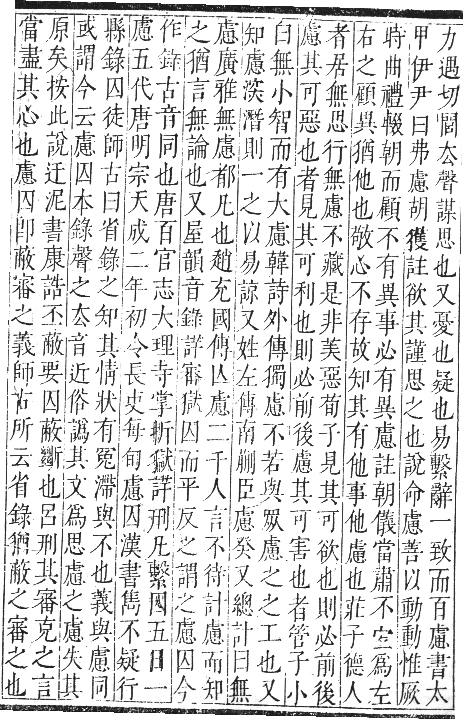 力遇切閭去聲謀思也又憂也疑也易繫辭一致而百慮書太
甲伊尹曰弗慮胡獲註欲其謹思之也說命慮善以動動惟厥
時曲禮輟朝而顧不有異事必有異慮註朝儀當肅不宜爲左
右之顧異猶他也敬心不存故知其有他事他慮也莊子德人
者居無思行無慮不藏是非美惡荀子見其可欲也則必前後
慮其可惡也者見其可利也則必前後慮其可害也者管子小
曰無小智而有大慮韓詩外傳獨慮不若與眾慮之之工也又
知慮渙潛則一之以易諒又姓左傳南蒯臣慮癸又總計曰無
慮廣雅無慮都凡也趙充國傳亾慮二千人言不待計慮而知
之猶言無論也又屋韻音錄詳審獄囚而平反之謂之慮囚今
作錄古音同也唐百官志大理寺掌折獄詳刑凡繫囚五日一
慮五代唐明宗天成二年初令長史每旬慮囚漢書雋不疑行
縣錄囚徒師古曰省錄之知其情狀有冤滯與不也義與慮同
或謂今云慮囚本錄聲之去音近俗譌其文爲思慮之慮失其
原矣按此說迂泥書康誥丕蔽要囚蔽斷也呂刑其審克之言
當盡其心也慮囚卽蔽審之義師古所云省錄猶蔽之審之也